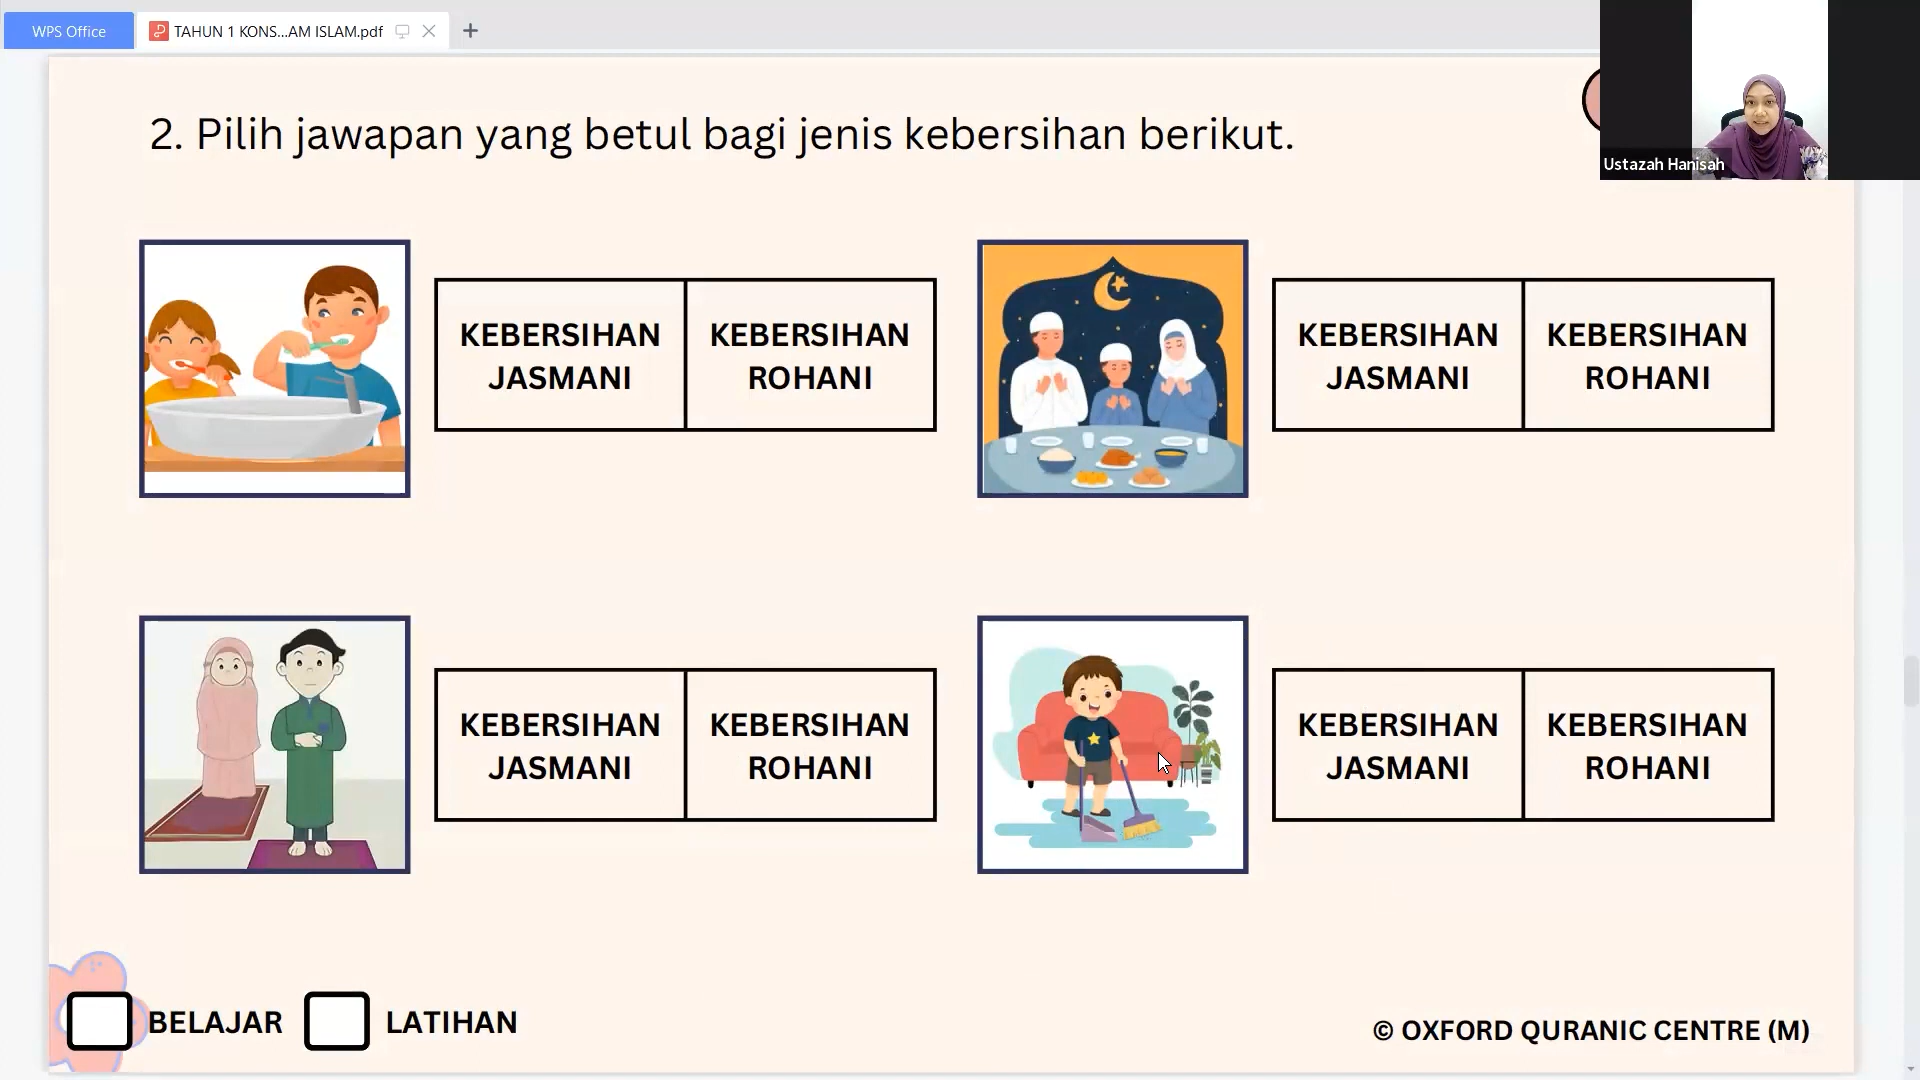 WPS Office
TAHUN 1 KONS...AM ISLAM.pdf
Ustazah Hanisah
2. Pilih jawapan yang betul bagi jenis kebersihan berikut.
KEBERSIHAN
JASMANI
KEBERSIHAN
ROHANI
KEBERSIHAN
JASMANI
KEBERSIHAN
ROHANI
KEBERSIHAN
JASMANI
KEBERSIHAN
ROHANI
KEBERSIHAN
JASMANI
KEBERSIHAN
ROHANI
BELAJAR
LATIHAN
© OXFORD QURANIC CENTRE (M)